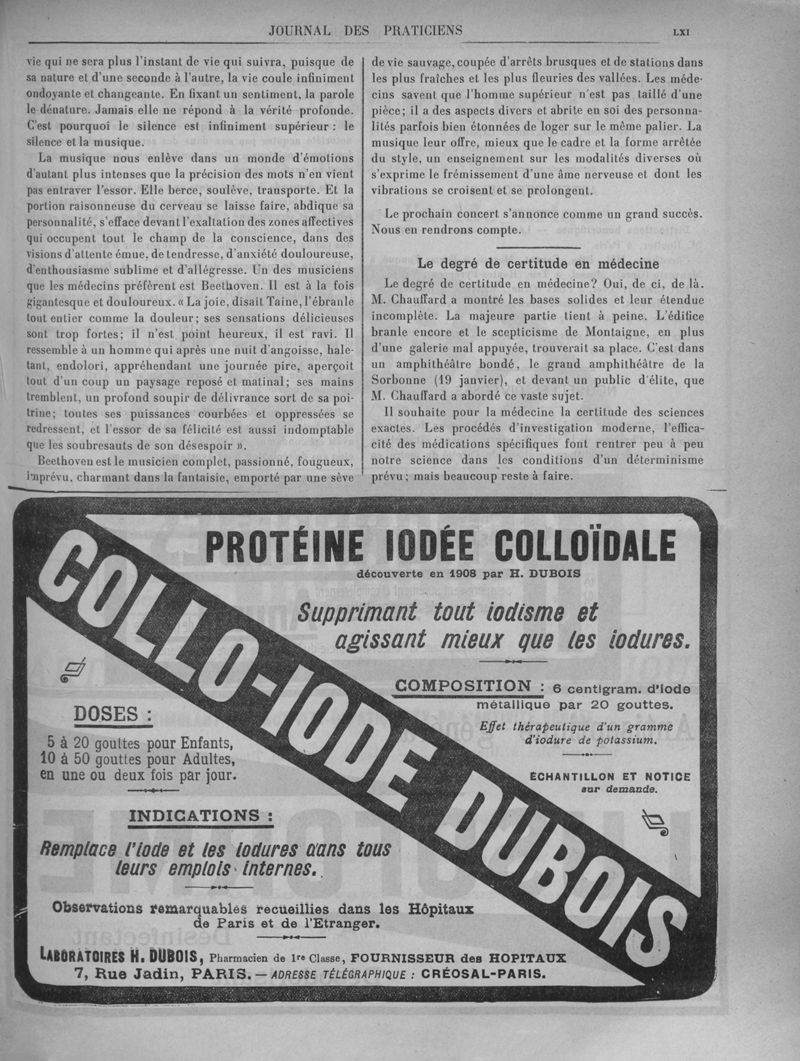 JOURNAL DES PRATICIENS
LXI
vie qui ne sera plus l'instant de vie qui suivra, puisque de
sa nature et d'une seconde à l'autre, la vie coule infiniment
ondoyante et changeante. En fixant un sentiment, la parole
le dénature. Jamais elle ne répond à la vérité profonde.
C'est pourquoi le silence est infiniment supérieur : le
silence et la musique.
La musique nous enlève dans un monde d'émotions
d'autant plus intenses que la précision des mots n'en vient
pas entraver l'essor. Elle berce, soulève, transporte. Et la
portion raisonneuse du cerveau se laisse faire, abdique sa
personnalité, s'efface devant l'exaltation des zones affectives
qui occupent tout le champ de la conscience, dans des
visions d'attente émue, de tendresse, d'anxiété douloureuse,
d'enthousiasme sublime et d'allégresse. Un des musiciens
que les médecins préfèrent est Beethoven. Il est à la fois
gigantesque et douloureux. « La joie, disait Taine, l'ébranle
tout entier comme la douleur; ses sensations délicieuses
sont trop fortes; il n'est point heureux, il est ravi. Il
ressemble à un homme qui après une nuit d'angoisse, hale-
tant, endolori, appréhendant une journée pire, aperçoit
tout d'un coup un paysage reposé et matinal; ses mains
tremblent, un profond soupir de délivrance sort de sa poi-
trine; toutes ses puissances courbées et oppressées se
redressent, et l'essor de sa félicité est aussi indomptable
que les soubresauts de son désespoir ».
Beethoven est le musicien complet, passionné, fougueux,
imprévu, charmant dans la fantaisie, emporté par une sève
de vie sauvage, coupée d'arrêts brusques et de stations dans
les plus fraîches et les plus fleuries des vallées. Les méde-
cins savent que l'homme supérieur n'est pas taillé d'une
pièce; il a des aspects divers et abrite en soi des personna-
lités parfois bien étonnées de loger sur le même palier. La
musique leur offre, mieux que le cadre et la forme arrêtée
du style, un enseignement sur les modalités diverses où
s'exprime le frémissement d'une âme nerveuse et dont les
vibrations se croisent et se prolongent.
Le prochain concert s'annonce comme un grand succès.
Nous en rendrons compte.
Le degré de certitude en médecine
Le degré de certitude en médecine? Oui, de ci, de là.
M. Chauffard a montré les bases solides et leur étendue
incomplète. La majeure partie tient à peine. L'édifice
branle encore et le scepticisme de Montaigne, en plus
d'une galerie mal appuyée, trouverait sa place. C'est dans
un amphithéâtre bondé, le grand amphithéâtre de la
Sorbonne (19 janvier), et devant un public d'élite, que
M. Chauffard a abordé ce vaste sujet.
Il souhaite pour la médecine la certitude des sciences
exactes. Les procédés d'investigation moderne, l'effica-
cité des médications spécifiques font rentrer peu à peu
notre science dans les conditions d'un déterminisme
prévu; mais beaucoup reste à faire.
PROTÉINE IODÉE COLLOÏDALE
découverte en 1908 par H. DUBOIS
Supprimant tout iodisme et
agissant mieux que les iodures.
COLLO-IODE DUBOIS
COMPOSITION : 6 centigram. d'iode
métallique par 20 gouttes.
Effet thérapeutique d'un gramme
d'iodure de potassium.
ÉCHANTILLON ET NOTICE
sur demande.
DOSES :
5 à 20 gouttes pour Enfants,
10 à 50 gouttes pour Adultes,
en une ou deux fois par jour.
INDICATIONS :
Remplace l'iode et les iodures dans tous
leurs emplois internes.
Observations remarquables recueillies dans les Hôpitaux
de Paris et de l'Etranger.
LABORATOIRES H. DUBOIS, Pharmacien de 1re Classe, FOURNISSEUR des HOPITAUX
7, Rue Jadin, PARIS. — ADRESSE TÉLÉGRAPHIQUE : CRÉOSAL-PARIS.